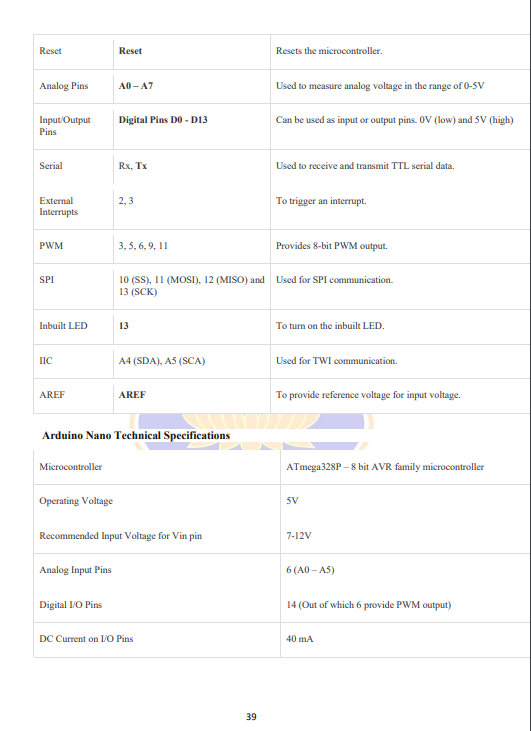 Reset Reset Resets the microcontroller.
Analog Pins A0 – A7 Used to measure analog voltage in the range of 0-5V
Input/Output Digital Pins D0 - D13 Can be used as input or output pins. 0V (low) and 5V (high)
Pins
Serial Rx, Tx Used to receive and transmit TTL serial data.
External 2, 3 To trigger an interrupt.
Interrupts
PWM 3, 5, 6, 9, 11 Provides 8-bit PWM output.
SPI 10 (SS), 11 (MOSI), 12 (MISO) and Used for SPI communication.
13 (SCK)
Inbuilt LED 13 To turn on the inbuilt LED.
IIC A4 (SDA), A5 (SCA) Used for TWI communication.
AREF AREF To provide reference voltage for input voltage.
Arduino Nano Technical Specifications
Microcontroller ATmega328P – 8 bit AVR family microcontroller
Operating Voltage 5V
Recommended Input Voltage for Vin pin 7-12V
Analog Input Pins 6 (A0 – A5)
Digital I/O Pins 14 (Out of which 6 provide PWM output)
DC Current on I/O Pins 40 mA
39